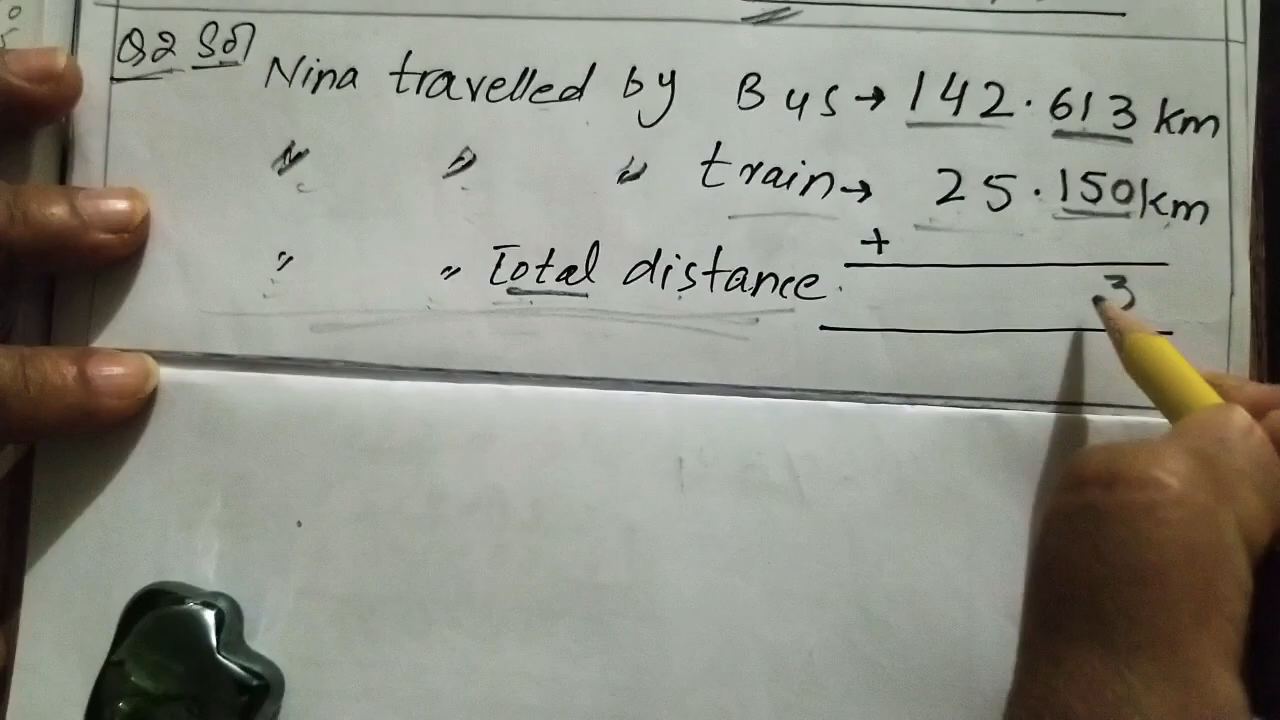 Q2 Sol Nina travelled by Bus → 142.613 km
" " " train → 25.150 km
+
" " Total distance 3